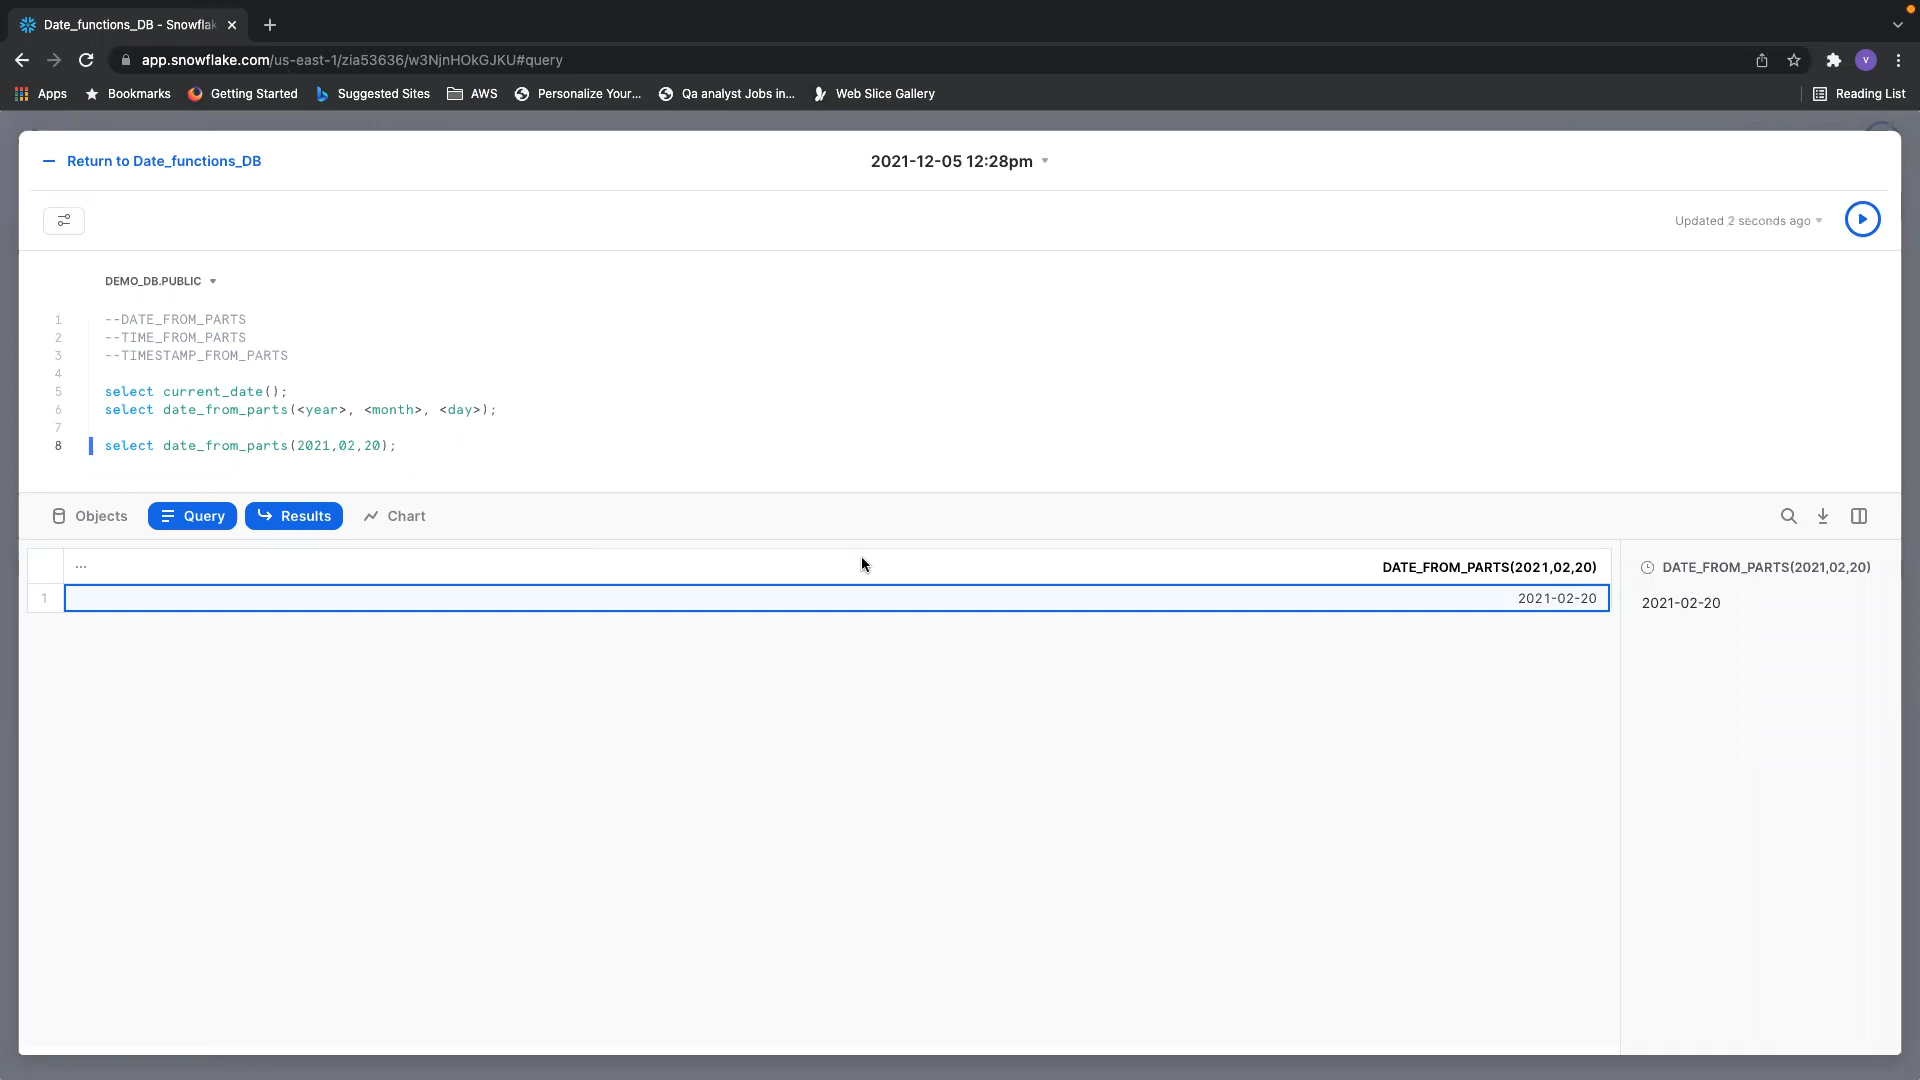 Date_functions_DB - Snowflak
app.snowflake.com/us-east-1/zia53636/w3NjnHOkGJKU#query
v
Apps Bookmarks Getting Started Suggested Sites AWS Personalize Your... Qa analyst Jobs in... Web Slice Gallery Reading List
Return to Date_functions_DB
2021-12-05 12:28pm
Updated 2 seconds ago
DEMO_DB.PUBLIC
1 --DATE_FROM_PARTS
2 --TIME_FROM_PARTS
3 --TIMESTAMP_FROM_PARTS
4
5 select current_date();
6 select date_from_parts(<year>, <month>, <day>);
7
8 select date_from_parts(2021,02,20);
Objects Query Results Chart
... DATE_FROM_PARTS(2021,02,20)
1 2021-02-20
DATE_FROM_PARTS(2021,02,20)
2021-02-20